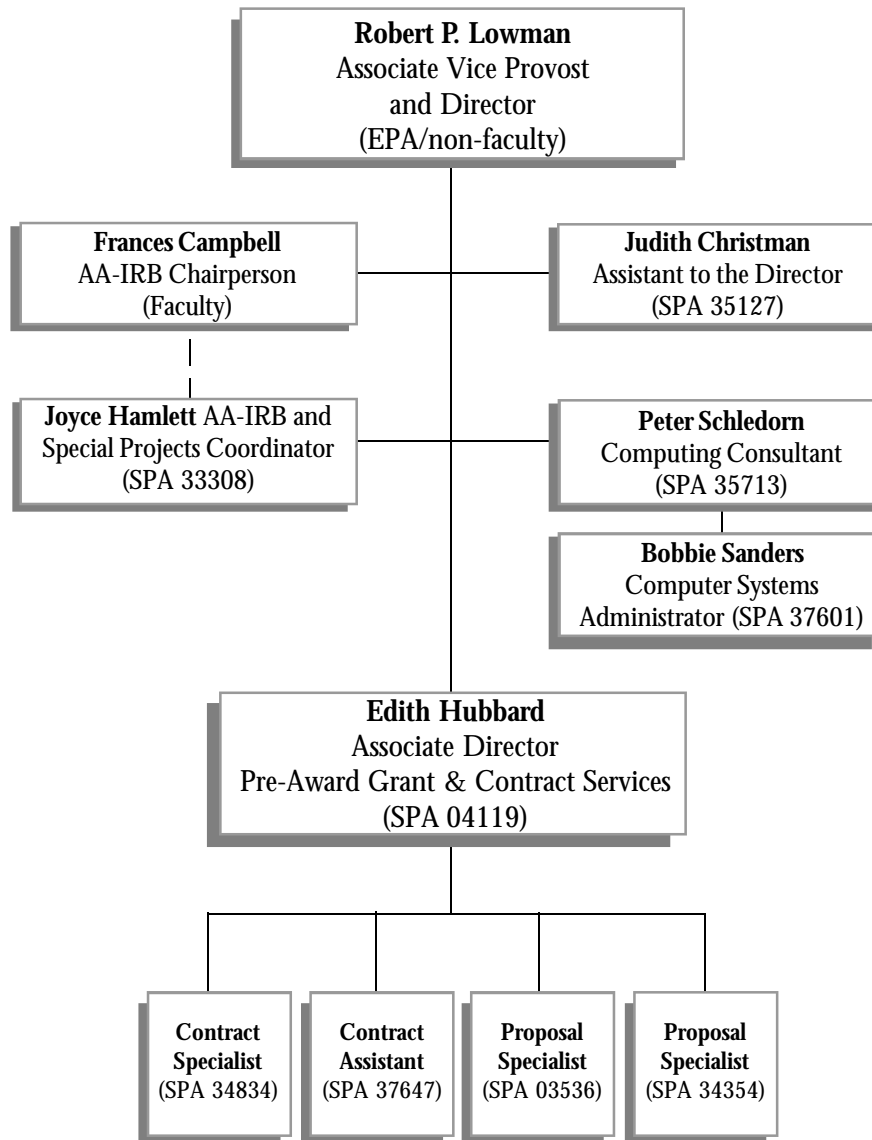 Robert P. Lowman
Associate Vice Provost
and Director
(EPA/non-faculty)
Frances Campbell
AA-IRB Chairperson
(Faculty)
Judith Christman
Assistant to the Director
(SPA 35127)
Joyce Hamlett AA-IRB and
Special Projects Coordinator
(SPA 33308)
Peter Schledorn
Computing Consultant
(SPA 35713)
Bobbie Sanders
Computer Systems
Administrator (SPA 37601)
Edith Hubbard
Associate Director
Pre-Award Grant & Contract Services
(SPA 04119)
Contract
Specialist
(SPA 34834)
Contract
Assistant
(SPA 37647)
Proposal
Specialist
(SPA 03536)
Proposal
Specialist
(SPA 34354)